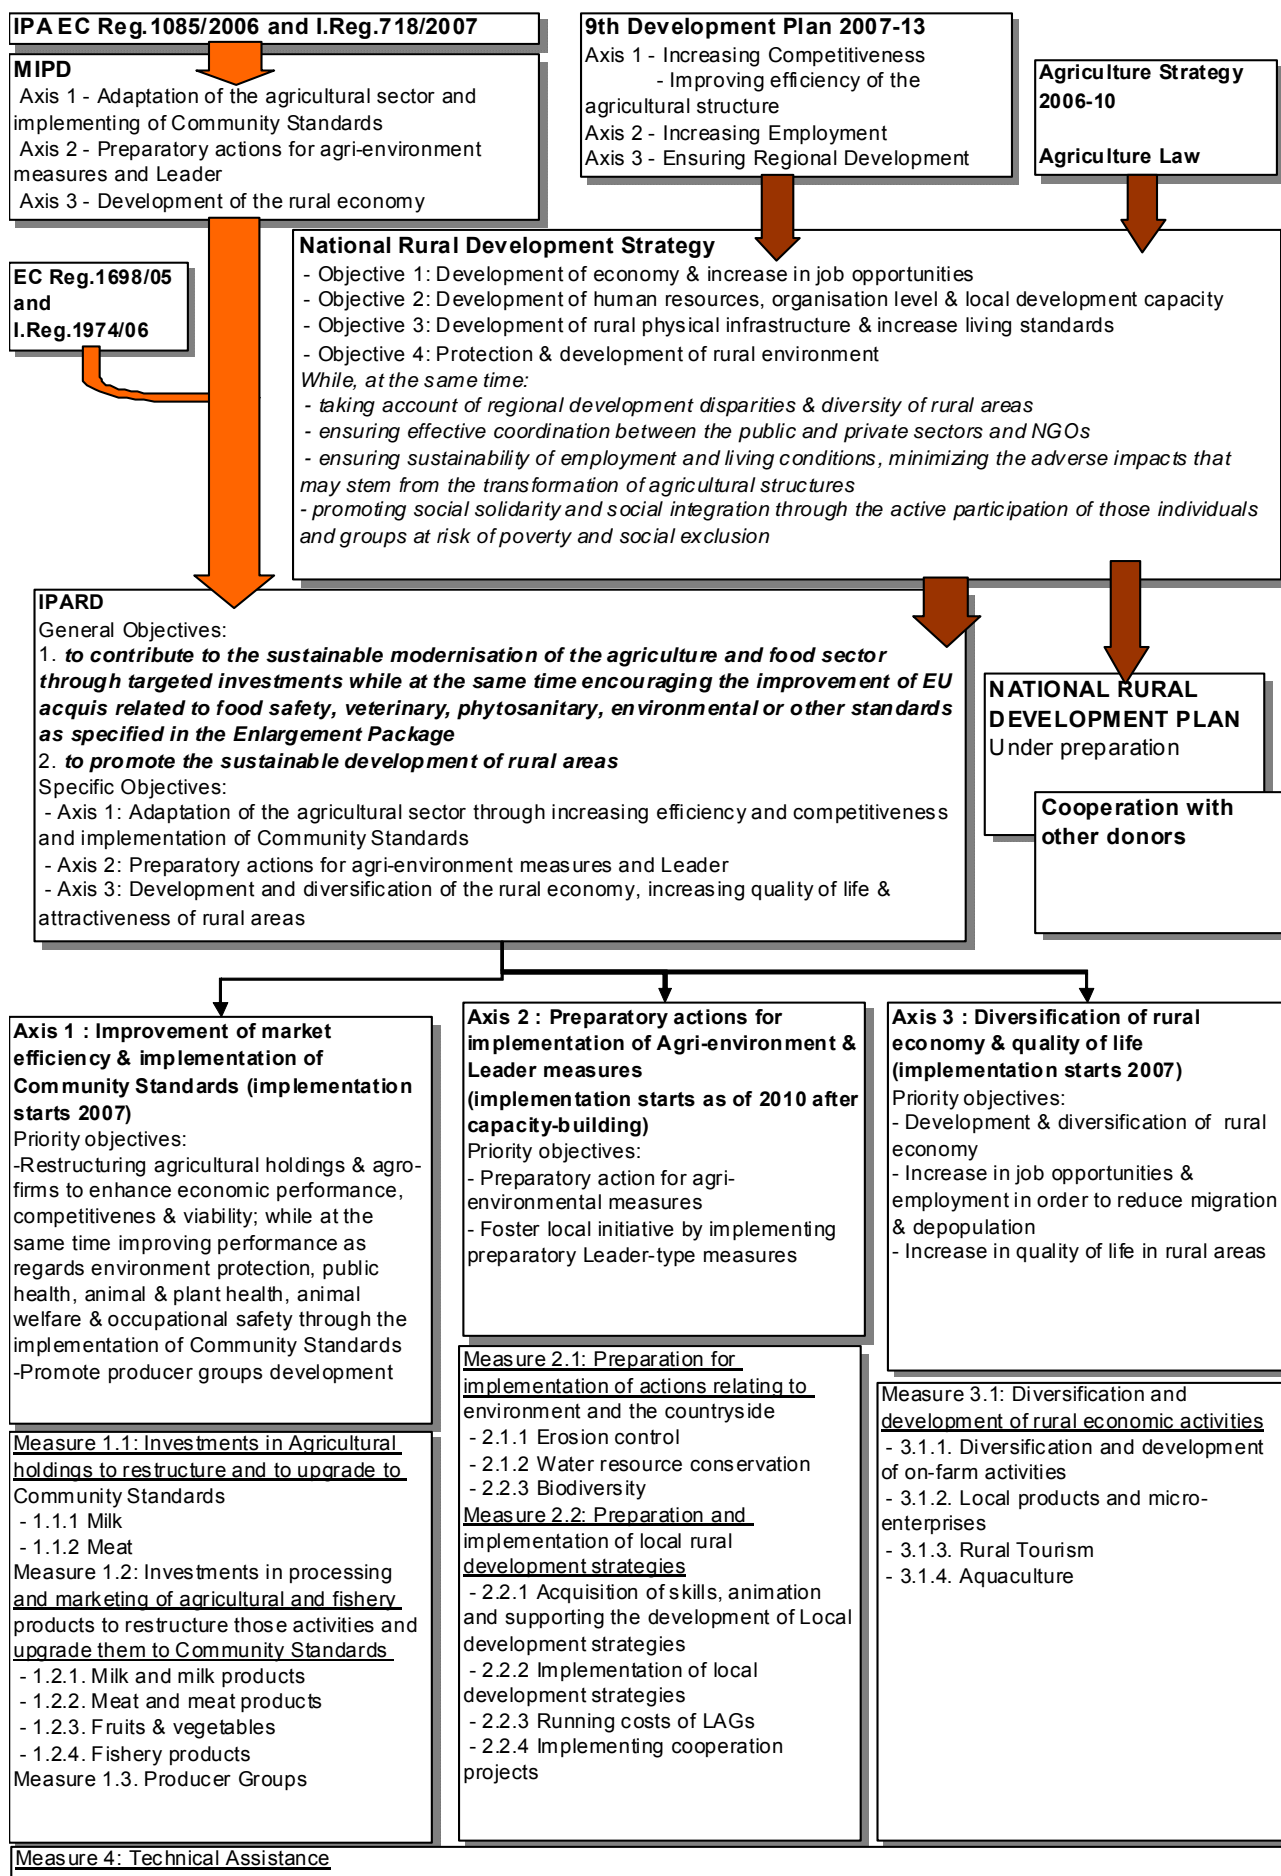 IPA EC Reg.1085/2006 and I.Reg.718/2007
MIPD
Axis 1 - Adaptation of the agricultural sector and
implementing of Community Standards
Axis 2 - Preparatory actions for agri-environment
measures and Leader
Axis 3 - Development of the rural economy
9th Development Plan 2007-13
Axis 1 - Increasing Competitiveness
- Improving efficiency of the
agricultural structure
Axis 2 - Increasing Employment
Axis 3 - Ensuring Regional Development
Agriculture Strategy
2006-10
Agriculture Law
EC Reg.1698/05
and
I.Reg.1974/06
National Rural Development Strategy
- Objective 1: Development of economy & increase in job opportunities
- Objective 2: Development of human resources, organisation level & local development capacity
- Objective 3: Development of rural physical infrastructure & increase living standards
- Objective 4: Protection & development of rural environment
While, at the same time:
- taking account of regional development disparities & diversity of rural areas
- ensuring effective coordination between the public and private sectors and NGOs
- ensuring sustainability of employment and living conditions, minimizing the adverse impacts that
may stem from the transformation of agricultural structures
- promoting social solidarity and social integration through the active participation of those individuals
and groups at risk of poverty and social exclusion
IPARD
General Objectives:
1. to contribute to the sustainable modernisation of the agriculture and food sector
through targeted investments while at the same time encouraging the improvement of EU
acquis related to food safety, veterinary, phytosanitary, environmental or other standards
as specified in the Enlargement Package
2. to promote the sustainable development of rural areas
Specific Objectives:
- Axis 1: Adaptation of the agricultural sector through increasing efficiency and competitiveness
and implementation of Community Standards
- Axis 2: Preparatory actions for agri-environment measures and Leader
- Axis 3: Development and diversification of the rural economy, increasing quality of life &
attractiveness of rural areas
NATIONAL RURAL
DEVELOPMENT PLAN
Under preparation
Cooperation with
other donors
Axis 1 : Improvement of market
efficiency & implementation of
Community Standards (implementation
starts 2007)
Priority objectives:
-Restructuring agricultural holdings & agro-
firms to enhance economic performance,
competitivenes & viability; while at the
same time improving performance as
regards environment protection, public
health, animal & plant health, animal
welfare & occupational safety through the
implementation of Community Standards
-Promote producer groups development
Measure 1.1: Investments in Agricultural
holdings to restructure and to upgrade to
Community Standards
- 1.1.1 Milk
- 1.1.2 Meat
Measure 1.2: Investments in processing
and marketing of agricultural and fishery
products to restructure those activities and
upgrade them to Community Standards
- 1.2.1. Milk and milk products
- 1.2.2. Meat and meat products
- 1.2.3. Fruits & vegetables
- 1.2.4. Fishery products
Measure 1.3. Producer Groups
Axis 2 : Preparatory actions for
implementation of Agri-environment &
Leader measures
(implementation starts as of 2010 after
capacity-building)
Priority objectives:
- Preparatory action for agri-
environmental measures
- Foster local initiative by implementing
preparatory Leader-type measures
Measure 2.1: Preparation for
implementation of actions relating to
environment and the countryside
- 2.1.1 Erosion control
- 2.1.2 Water resource conservation
- 2.2.3 Biodiversity
Measure 2.2: Preparation and
implementation of local rural
development strategies
- 2.2.1 Acquisition of skills, animation
and supporting the development of Local
development strategies
- 2.2.2 Implementation of local
development strategies
- 2.2.3 Running costs of LAGs
- 2.2.4 Implementing cooperation
projects
Axis 3 : Diversification of rural
economy & quality of life
(implementation starts 2007)
Priority objectives:
- Development & diversification of rural
economy
- Increase in job opportunities &
employment in order to reduce migration
& depopulation
- Increase in quality of life in rural areas
Measure 3.1: Diversification and
development of rural economic activities
- 3.1.1. Diversification and development
of on-farm activities
- 3.1.2. Local products and micro-
enterprises
- 3.1.3. Rural Tourism
- 3.1.4. Aquaculture
Measure 4: Technical Assistance